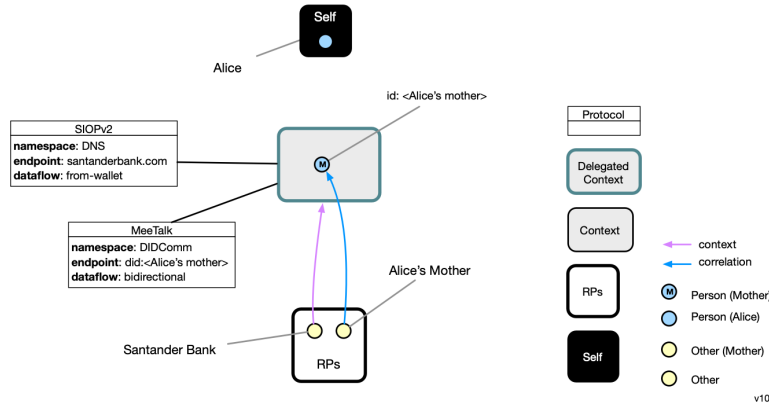 Self
Alice
id: <Alice's mother>
SIOPv2
namespace: DNS
endpoint: santanderbank.com
dataflow: from-wallet
M
MeeTalk
namespace: DIDComm
endpoint: did:<Alice's mother>
dataflow: bidirectional
Alice's Mother
Santander Bank
RPs
Protocol
Delegated
Context
Context
context
correlation
RPs
M
Person (Mother)
Person (Alice)
Self
Other (Mother)
Other
v10